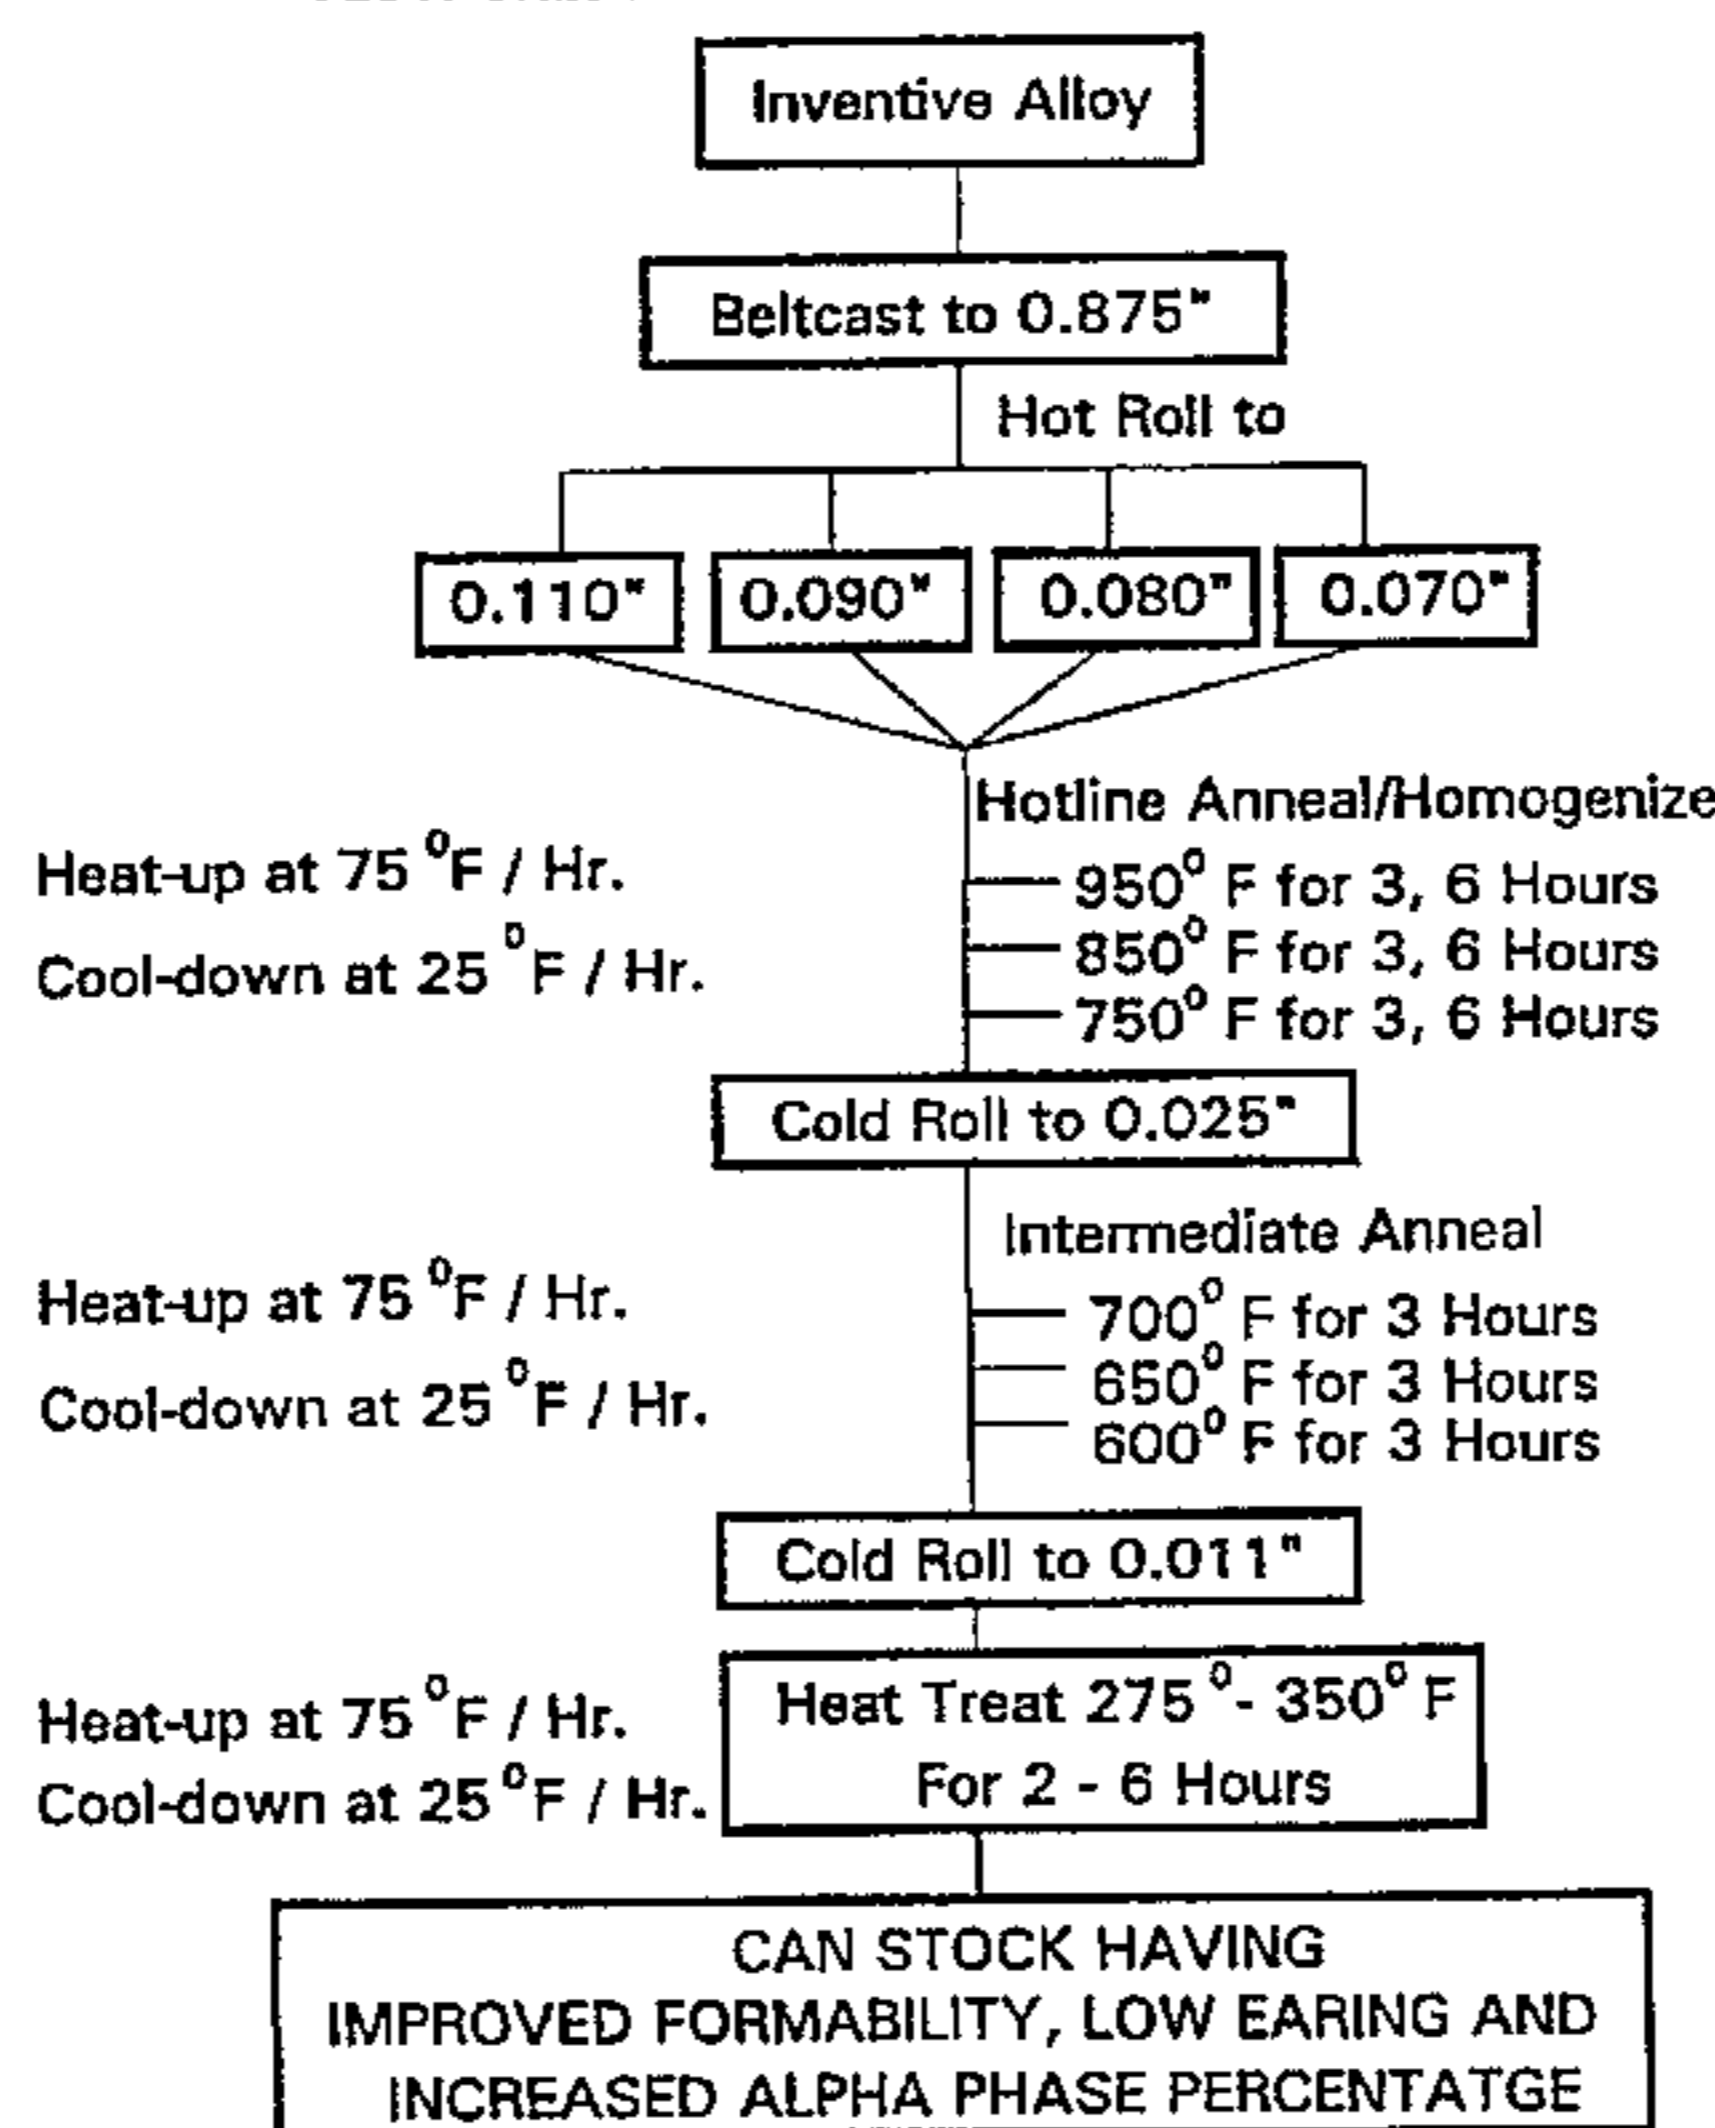 Inventive Alloy
Beltcast to 0.875"
Hot Roll to
0.110" 0.090" 0.080" 0.070"
Hotline Anneal/Homogenize
Heat-up at 75 °F / Hr.
950° F for 3, 6 Hours
Cool-down at 25 °F / Hr.
850° F for 3, 6 Hours
750° F for 3, 6 Hours
Cold Roll to 0.025"
Intermediate Anneal
Heat-up at 75 °F / Hr.
700° F for 3 Hours
650° F for 3 Hours
Cool-down at 25 °F / Hr.
600° F for 3 Hours
Cold Roll to 0.011"
Heat-up at 75 °F / Hr.
Cool-down at 25 °F / Hr.
Heat Treat 275 °- 350° F
For 2 - 6 Hours
CAN STOCK HAVING
IMPROVED FORMABILITY, LOW EARING AND
INCREASED ALPHA PHASE PERCENTATGE